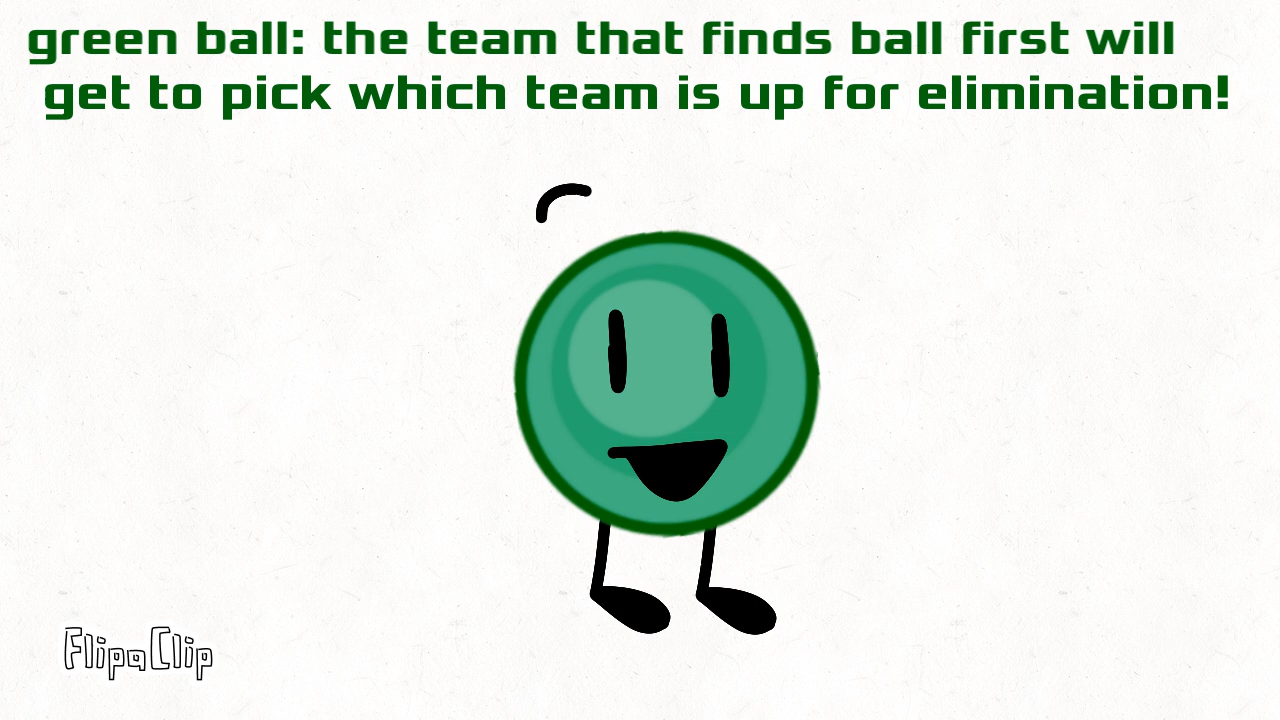 green ball: the team that finds ball first will
get to pick which team is up for elimination!
FlipaClip